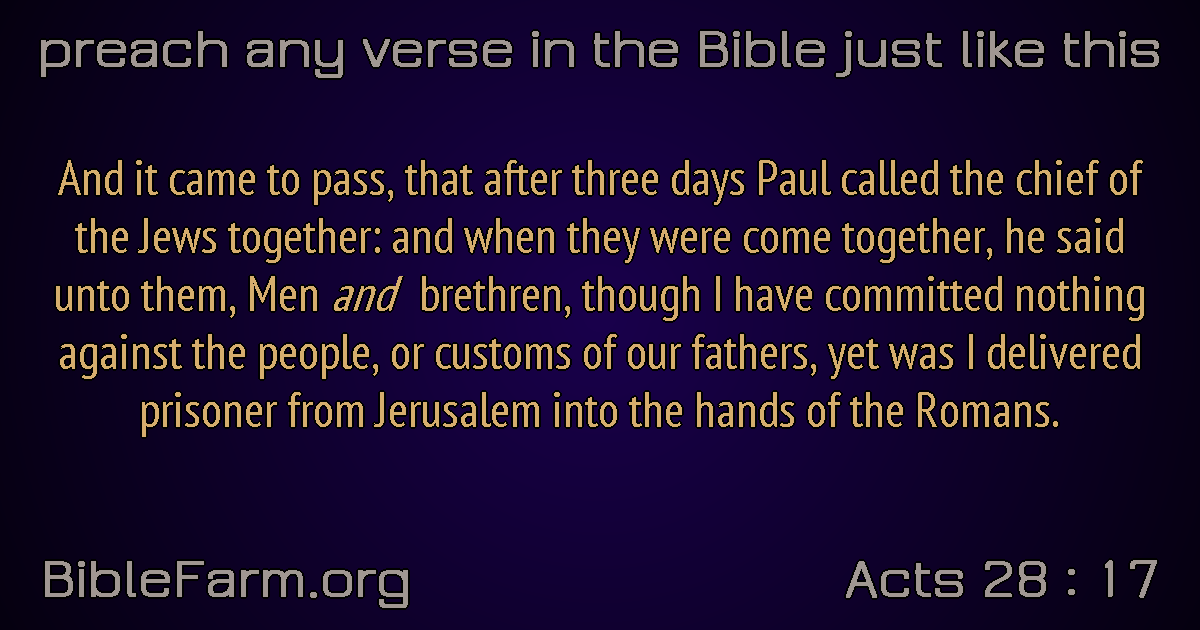 preach any verse in the Bible just like this
And it came to pass, that after three days Paul called the chief of
the Jews together: and when they were come together, he said
unto them, Men and brethren, though I have committed nothing
against the people, or customs of our fathers, yet was I delivered
prisoner from Jerusalem into the hands of the Romans.
BibleFarm.org
Acts 28 : 17